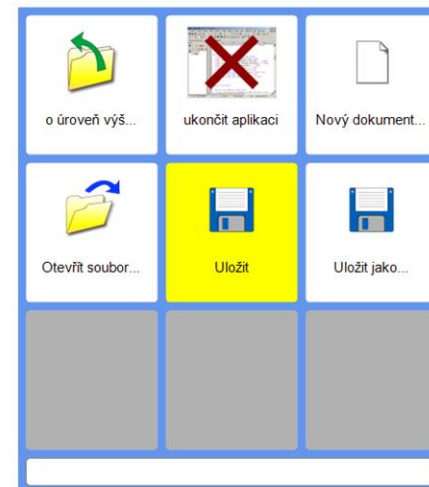 o úroveň výš...
ukončit aplikaci
Nový dokument...
Otevřít soubor...
Uložit
Uložit jako...